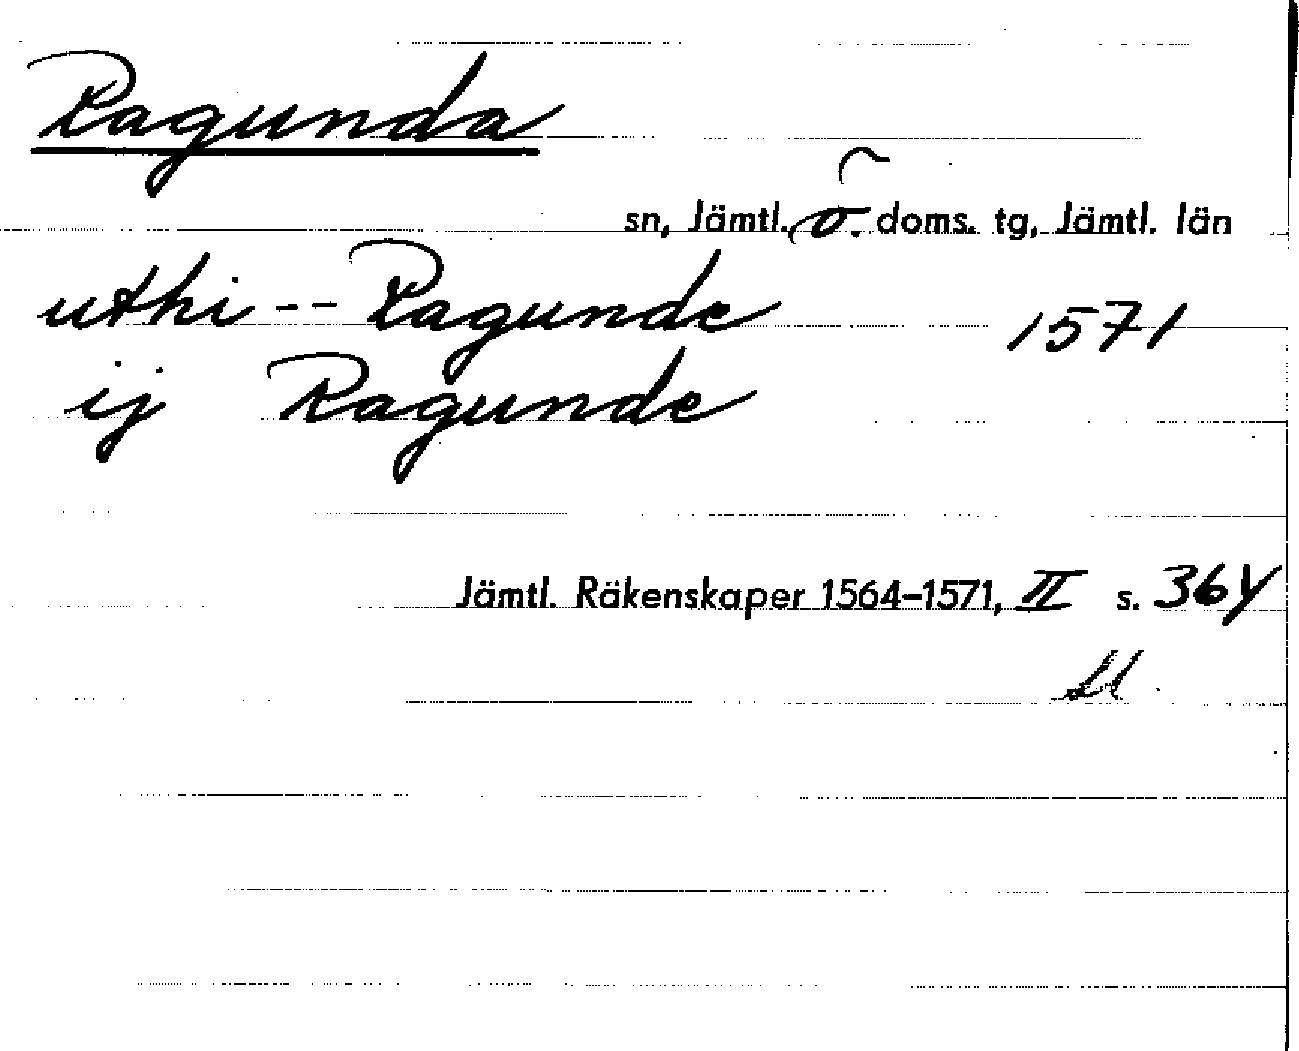 Ragunda
sn, Jämtl. ö. doms. tg, Jämtl. län
uthi -- Ragunde 1571
ij Ragunde
Jämtl. Räkenskaper 1564-1571, II s. 364